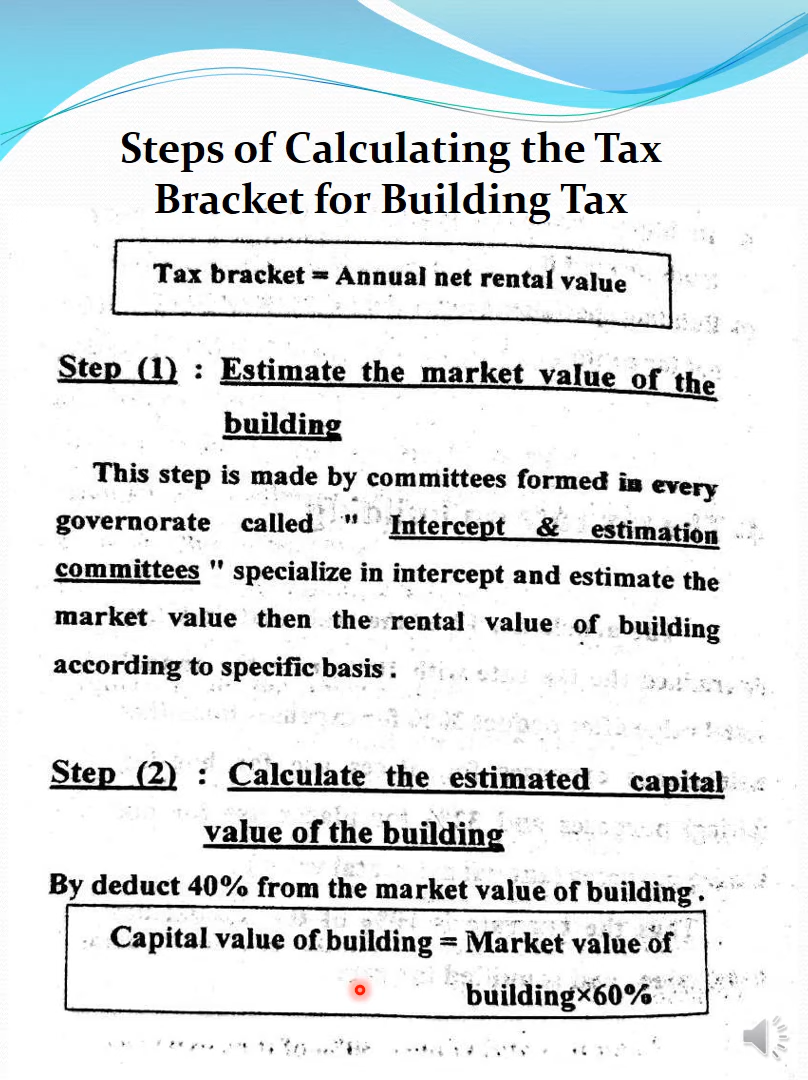 Steps of Calculating the Tax
Bracket for Building Tax
Tax bracket = Annual net rental value
Step (1) : Estimate the market value of the
building
This step is made by committees formed in every
governorate called " Intercept & estimation
committees " specialize in intercept and estimate the
market value then the rental value of building
according to specific basis .
Step (2) : Calculate the estimated capital
value of the building
By deduct 40% from the market value of building .
Capital value of building = Market value of
building×60%